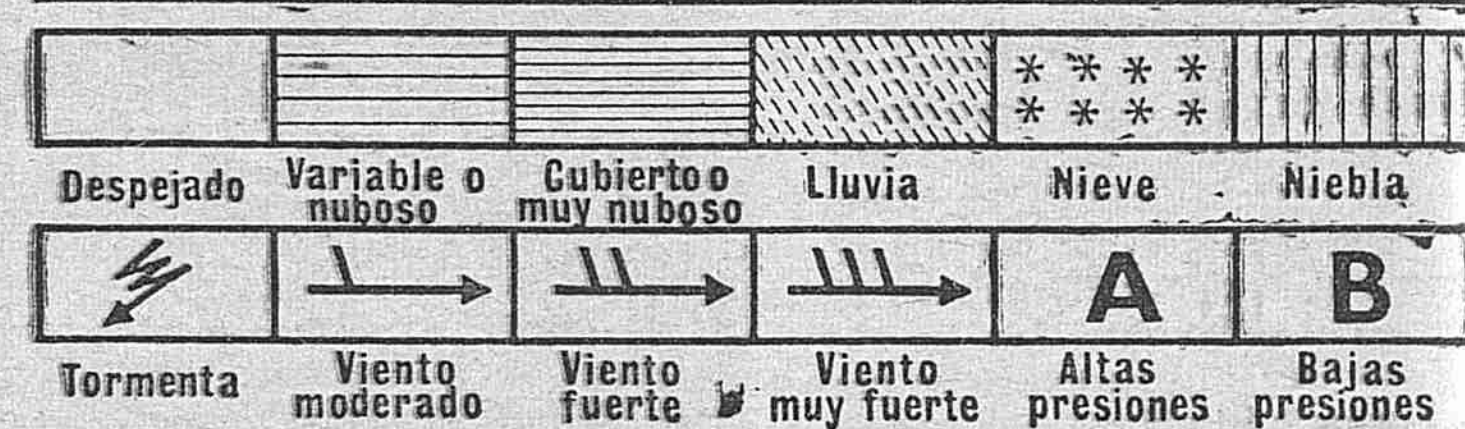 Despejado Variable o Cubierto o Lluvia Nieve Niebla
nuboso muy nuboso
A B
Tormenta Viento Viento Viento Altas Bajas
moderado fuerte muy fuerte presiones presiones